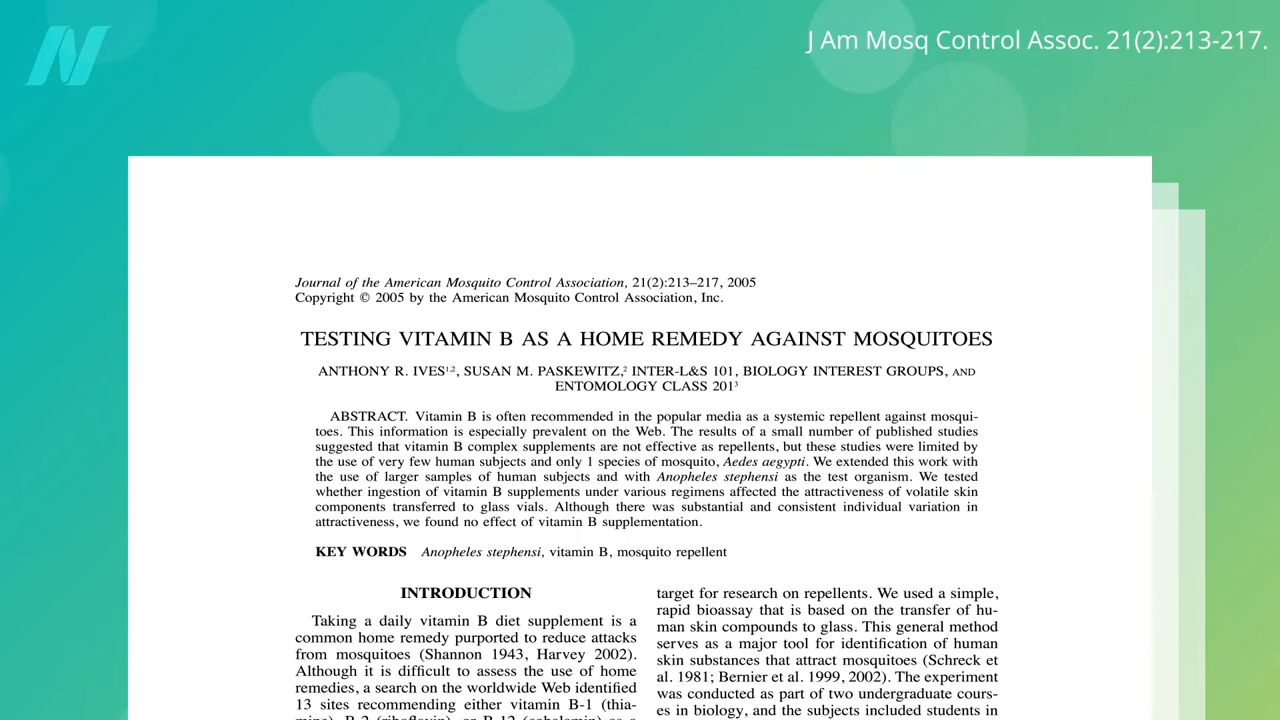 J Am Mosq Control Assoc. 21(2):213-217.
Journal of the American Mosquito Control Association, 21(2):213–217, 2005
Copyright © 2005 by the American Mosquito Control Association, Inc.
TESTING VITAMIN B AS A HOME REMEDY AGAINST MOSQUITOES
ANTHONY R. IVES¹,², SUSAN M. PASKEWITZ,² INTER-L&S 101, BIOLOGY INTEREST GROUPS, AND
ENTOMOLOGY CLASS 201³
ABSTRACT. Vitamin B is often recommended in the popular media as a systemic repellent against mosqui-
toes. This information is especially prevalent on the Web. The results of a small number of published studies
suggested that vitamin B complex supplements are not effective as repellents, but these studies were limited by
the use of very few human subjects and only 1 species of mosquito, Aedes aegypti. We extended this work with
the use of larger samples of human subjects and with Anopheles stephensi as the test organism. We tested
whether ingestion of vitamin B supplements under various regimens affected the attractiveness of volatile skin
components transferred to glass vials. Although there was substantial and consistent individual variation in
attractiveness, we found no effect of vitamin B supplementation.
KEY WORDS Anopheles stephensi, vitamin B, mosquito repellent
INTRODUCTION
Taking a daily vitamin B diet supplement is a
common home remedy purported to reduce attacks
from mosquitoes (Shannon 1943, Harvey 2002).
Although it is difficult to assess the use of home
remedies, a search on the worldwide Web identified
13 sites recommending either vitamin B-1 (thia-
mine), B-2 (riboflavin), or B-12 (cobalomin) as a
target for research on repellents. We used a simple,
rapid bioassay that is based on the transfer of hu-
man skin compounds to glass. This general method
serves as a major tool for identification of human
skin substances that attract mosquitoes (Schreck et
al. 1981; Bernier et al. 1999, 2002). The experiment
was conducted as part of two undergraduate cours-
es in biology, and the subjects included students in